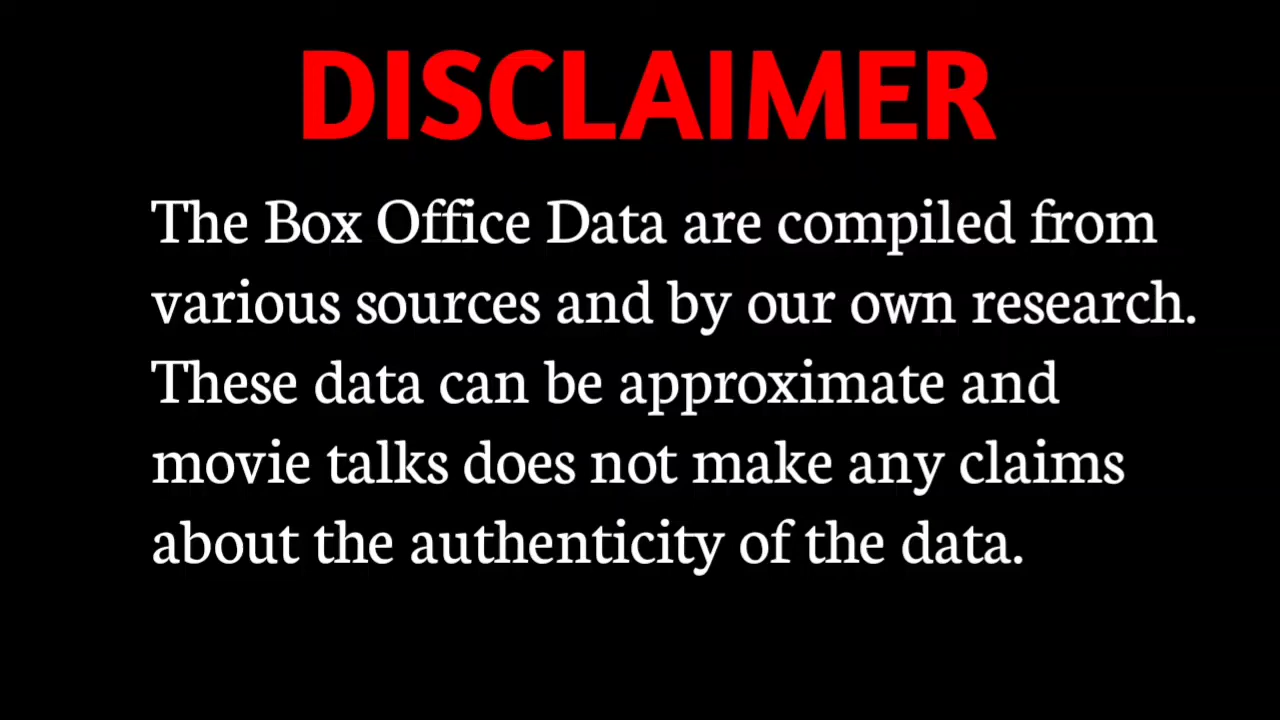 DISCLAIMER
The Box Office Data are compiled from
various sources and by our own research.
These data can be approximate and
movie talks does not make any claims
about the authenticity of the data.